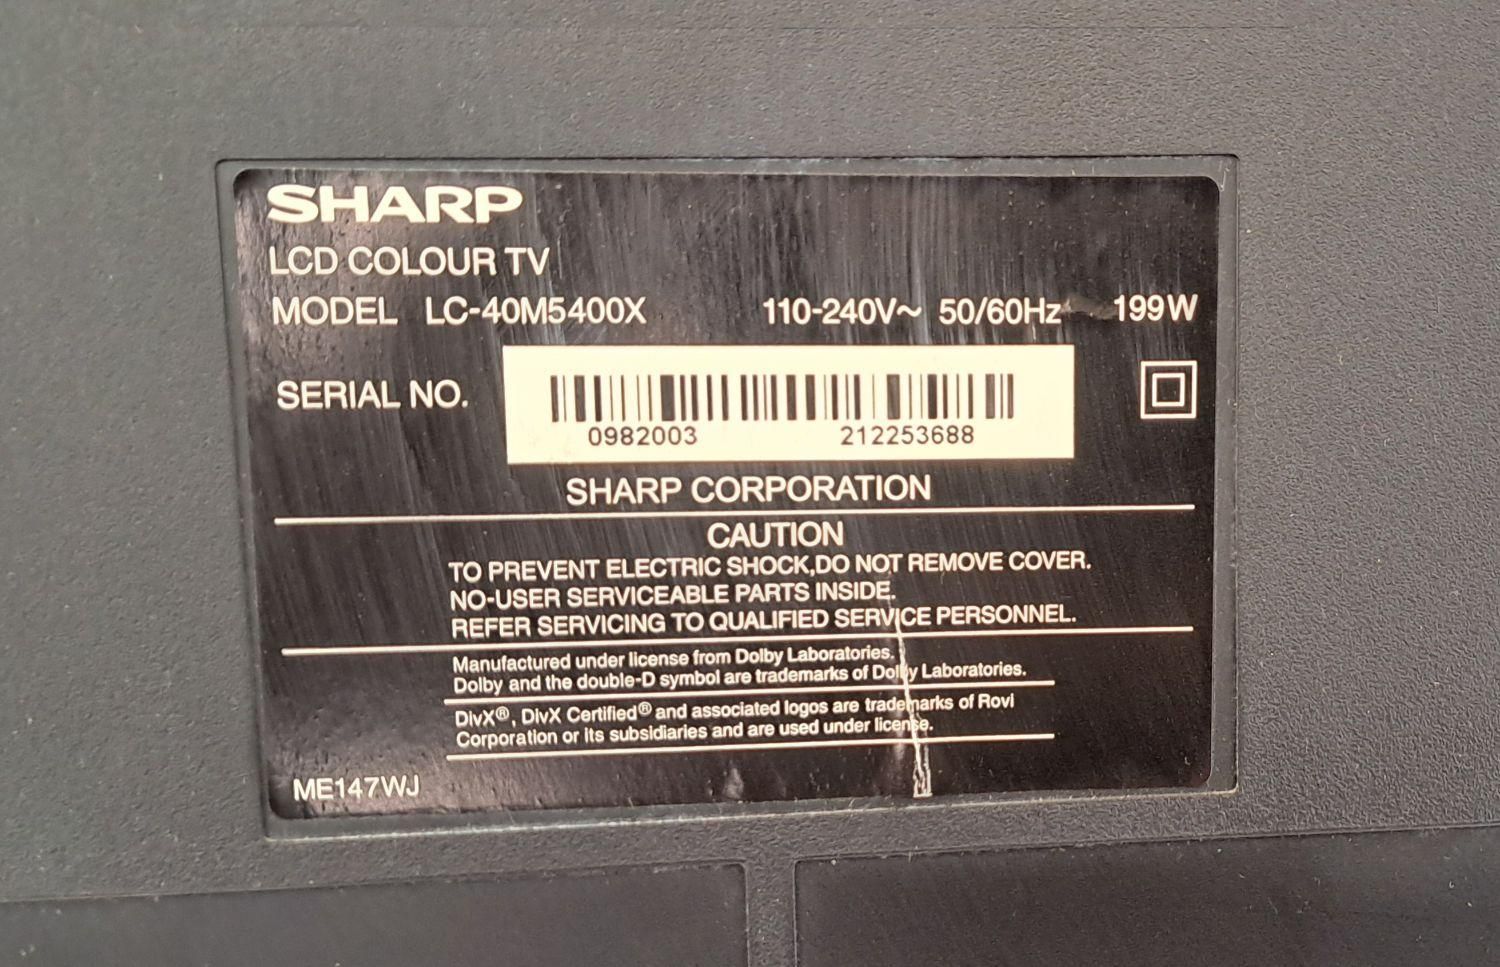 SHARP
LCD COLOUR TV
MODEL LC-40M5400X 110-240V~ 50/60Hz 199W
SERIAL NO.
0982003 212253688
SHARP CORPORATION
CAUTION
TO PREVENT ELECTRIC SHOCK,DO NOT REMOVE COVER.
NO-USER SERVICEABLE PARTS INSIDE.
REFER SERVICING TO QUALIFIED SERVICE PERSONNEL.
Manufactured under license from Dolby Laboratories.
Dolby and the double-D symbol are trademarks of Dolby Laboratories.
DivX®, DivX Certified® and associated logos are trademarks of Rovi
Corporation or its subsidiaries and are used under license.
ME147WJ